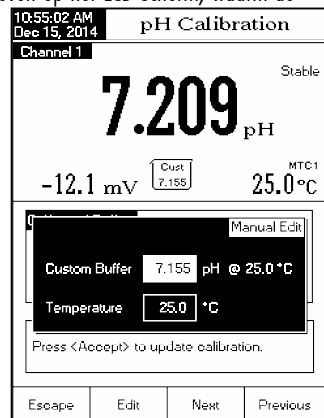 10:55:02 AM
Dec 15, 2014
pH Calibration
Channel 1
Stable
7.209 pH
-12.1 mV
Cust
7.155
MTC1
25.0°C
Manual Edit
Custom Buffer 7.155 pH @ 25.0 °C
Temperature 25.0 °C
Press <Accept> to update calibration.
Escape Edit Next Previous